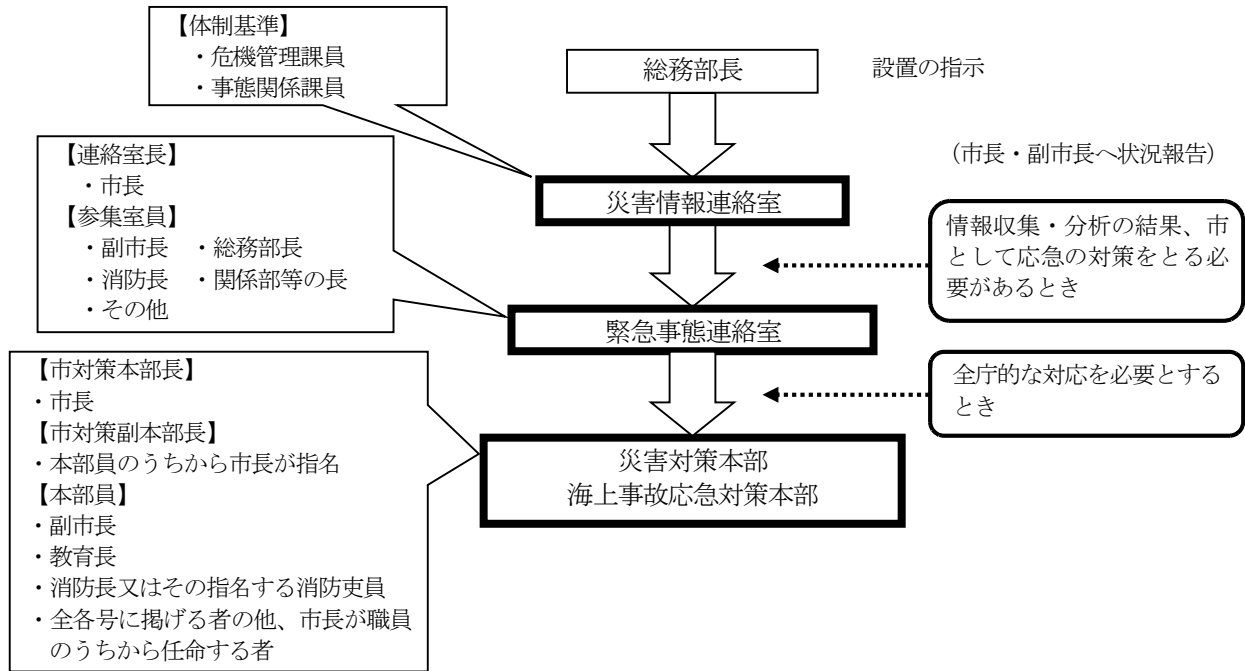 【体制基準】
・危機管理課員
・事態関係課員
総務部長
設置の指示
【連絡室長】
・市長
【参集室員】
・副市長 ・総務部長
・消防長 ・関係部等の長
・その他
（市長・副市長へ状況報告）
災害情報連絡室
情報収集・分析の結果、市
として応急の対策をとる必
要があるとき
緊急事態連絡室
【市対策本部長】
・市長
【市対策副本部長】
・本部員のうちから市長が指名
【本部員】
・副市長
・教育長
・消防長又はその指名する消防吏員
・全各号に掲げる者の他、市長が職員
のうちから任命する者
全庁的な対応を必要とする
とき
災害対策本部
海上事故応急対策本部